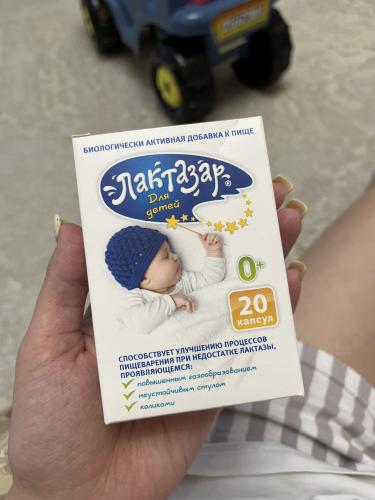 БИОЛОГИЧЕСКИ АКТИВНАЯ ДОБАВКА К ПИЩЕ
Лактазар®
Для
детей
0+
20
капсул
СПОСОБСТВУЕТ УЛУЧШЕНИЮ ПРОЦЕССОВ
ПИЩЕВАРЕНИЯ ПРИ НЕДОСТАТКЕ ЛАКТАЗЫ,
ПРОЯВЛЯЮЩЕМСЯ:
повышенным газообразованием
неустойчивым стулом
коликами